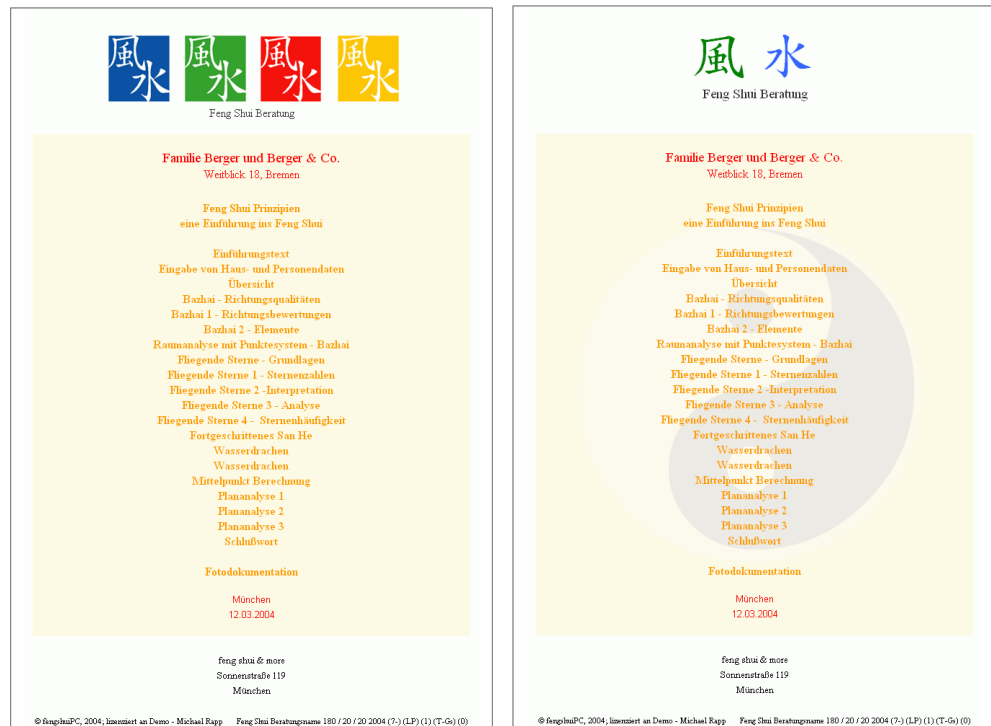 風水 風水 風水 風水
Feng Shui Beratung
Familie Berger und Berger & Co.
Weitblick 18, Bremen
Feng Shui Prinzipien
eine Einführung ins Feng Shui
Einführungstext
Eingabe von Haus- und Personendaten
Übersicht
Bazhai - Richtungsqualitäten
Bazhai 1 - Richtungsbewertungen
Bazhai 2 - Elemente
Raumanalyse mit Punktesystem - Bazhai
Fliegende Sterne - Grundlagen
Fliegende Sterne 1 - Sternenzahlen
Fliegende Sterne 2 -Interpretation
Fliegende Sterne 3 - Analyse
Fliegende Sterne 4 -  Sternenhäufigkeit
Fortgeschrittenes San He
Wasserdrachen
Wasserdrachen
Mittelpunkt Berechnung
Plananalyse 1
Plananalyse 2
Plananalyse 3
Schlußwort
Fotodokumentation
München
12.03.2004
feng shui & more
Sonnenstraße 119
München
© fengshuiPC, 2004; lizenziert an Demo - Michael Rapp Feng Shui Beratungsname 180 / 20 / 20 2004 (7-) (LP) (1) (T-Gs) (0)
風 水
Feng Shui Beratung
Familie Berger und Berger & Co.
Weitblick 18, Bremen
Feng Shui Prinzipien
eine Einführung ins Feng Shui
Einführungstext
Eingabe von Haus- und Personendaten
Übersicht
Bazhai - Richtungsqualitäten
Bazhai 1 - Richtungsbewertungen
Bazhai 2 - Elemente
Raumanalyse mit Punktesystem - Bazhai
Fliegende Sterne - Grundlagen
Fliegende Sterne 1 - Sternenzahlen
Fliegende Sterne 2 -Interpretation
Fliegende Sterne 3 - Analyse
Fliegende Sterne 4 -  Sternenhäufigkeit
Fortgeschrittenes San He
Wasserdrachen
Wasserdrachen
Mittelpunkt Berechnung
Plananalyse 1
Plananalyse 2
Plananalyse 3
Schlußwort
Fotodokumentation
München
12.03.2004
feng shui & more
Sonnenstraße 119
München
© fengshuiPC, 2004; lizenziert an Demo - Michael Rapp Feng Shui Beratungsname 180 / 20 / 20 2004 (7-) (LP) (1) (T-Gs) (0)